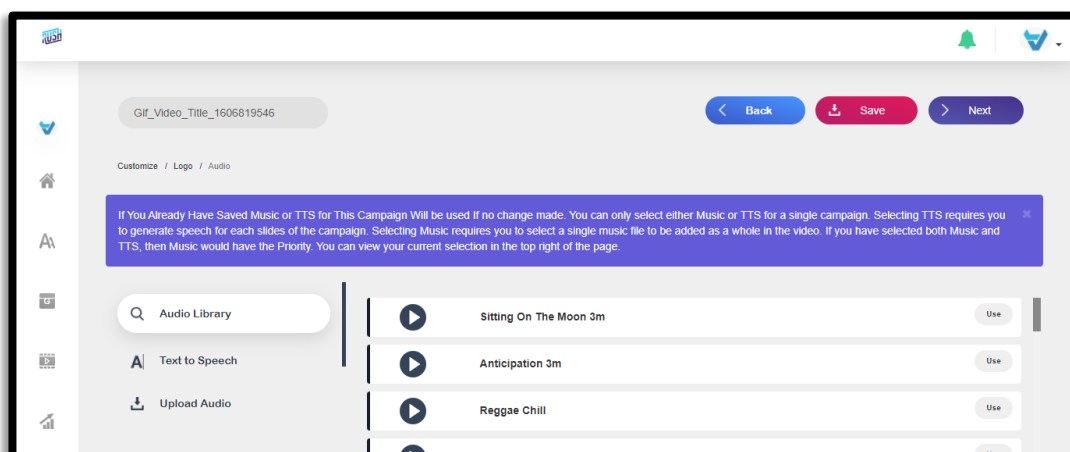 RUSH
Gif_Video_Title_1606819546
Back
Save
Next
Customize / Logo / Audio
If You Already Have Saved Music or TTS for This Campaign Will be used If no change made. You can only select either Music or TTS for a single campaign. Selecting TTS requires you
to generate speech for each slides of the campaign. Selecting Music requires you to select a single music file to be added as a whole in the video. If you have selected both Music and
TTS, then Music would have the Priority. You can view your current selection in the top right of the page.
Audio Library
Sitting On The Moon 3m
Use
Text to Speech
Anticipation 3m
Use
Upload Audio
Reggae Chill
Use